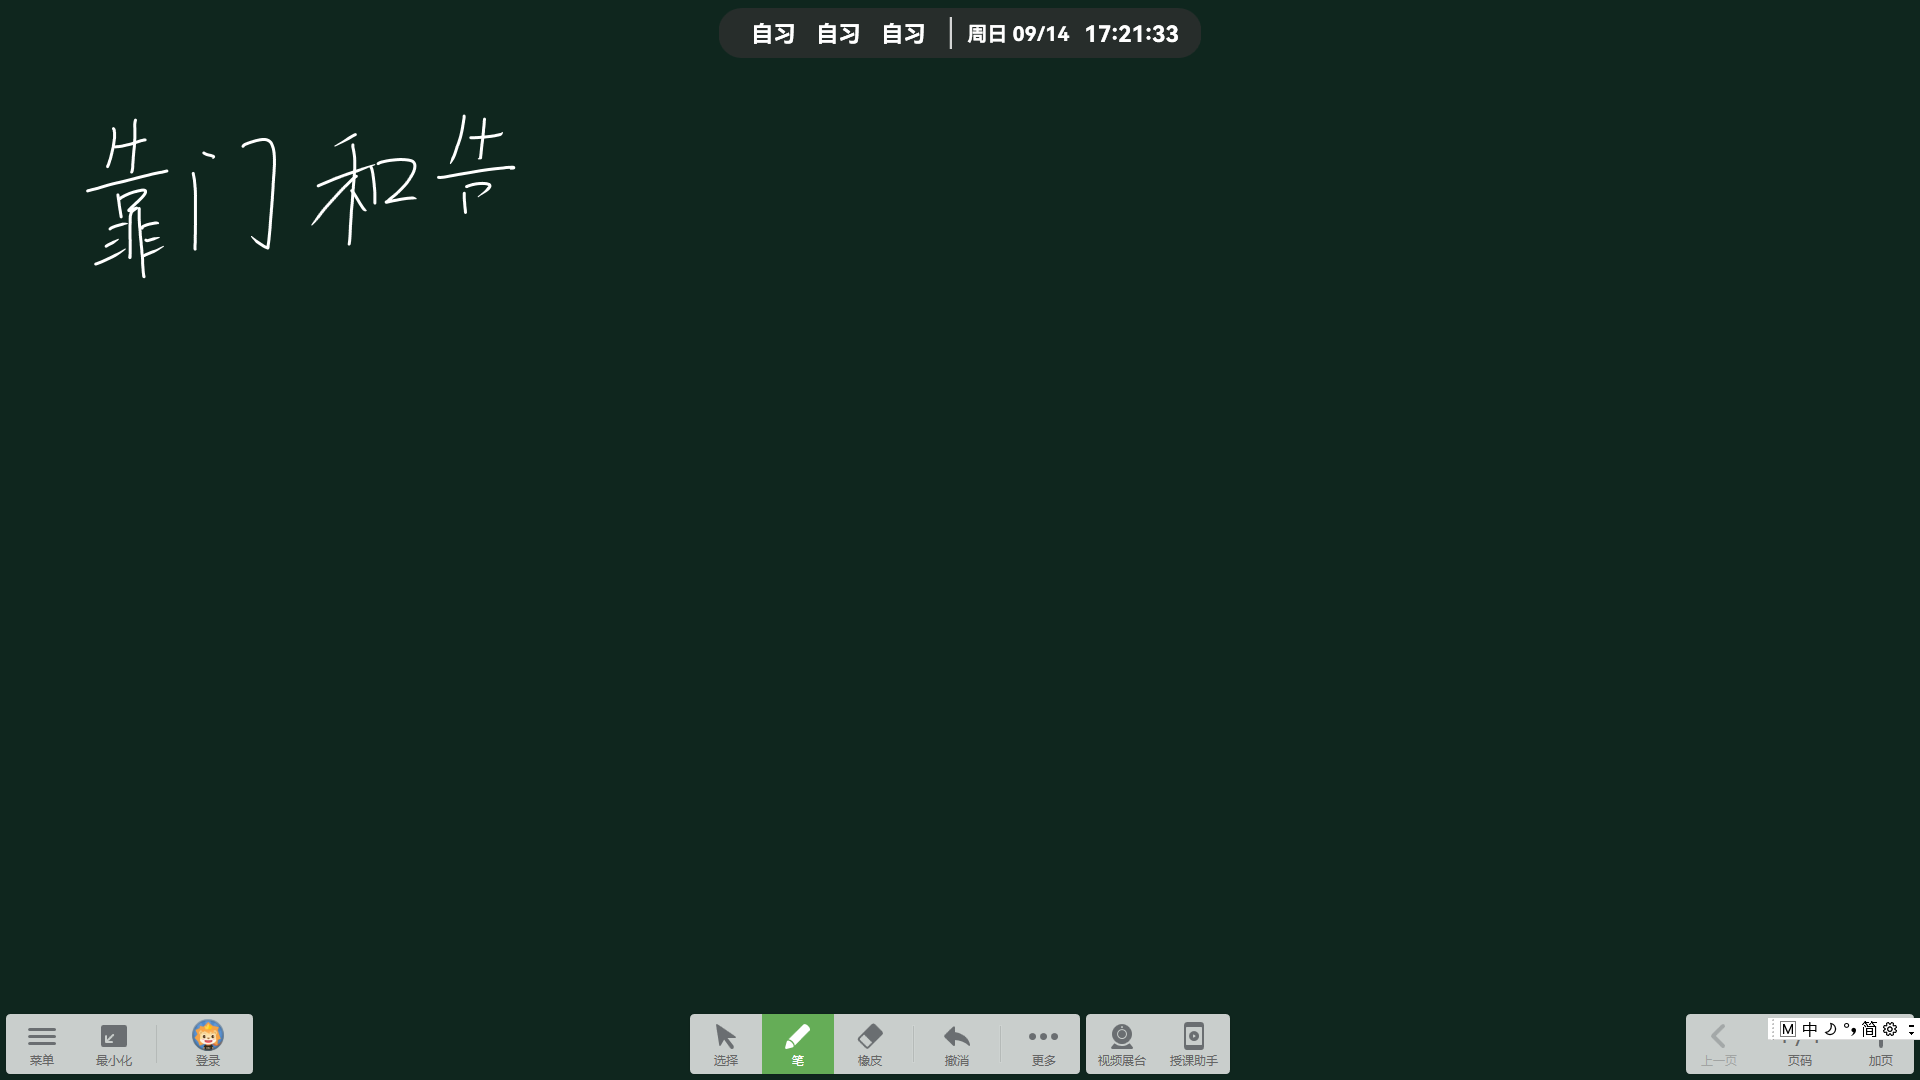 自习 自习 自习 周日 09/14 17:21:33
靠门和告
菜单 最小化 登录 选择 笔 橡皮 撤消 更多 视频展台 授课助手 上一页 页码 加页
M 中 简